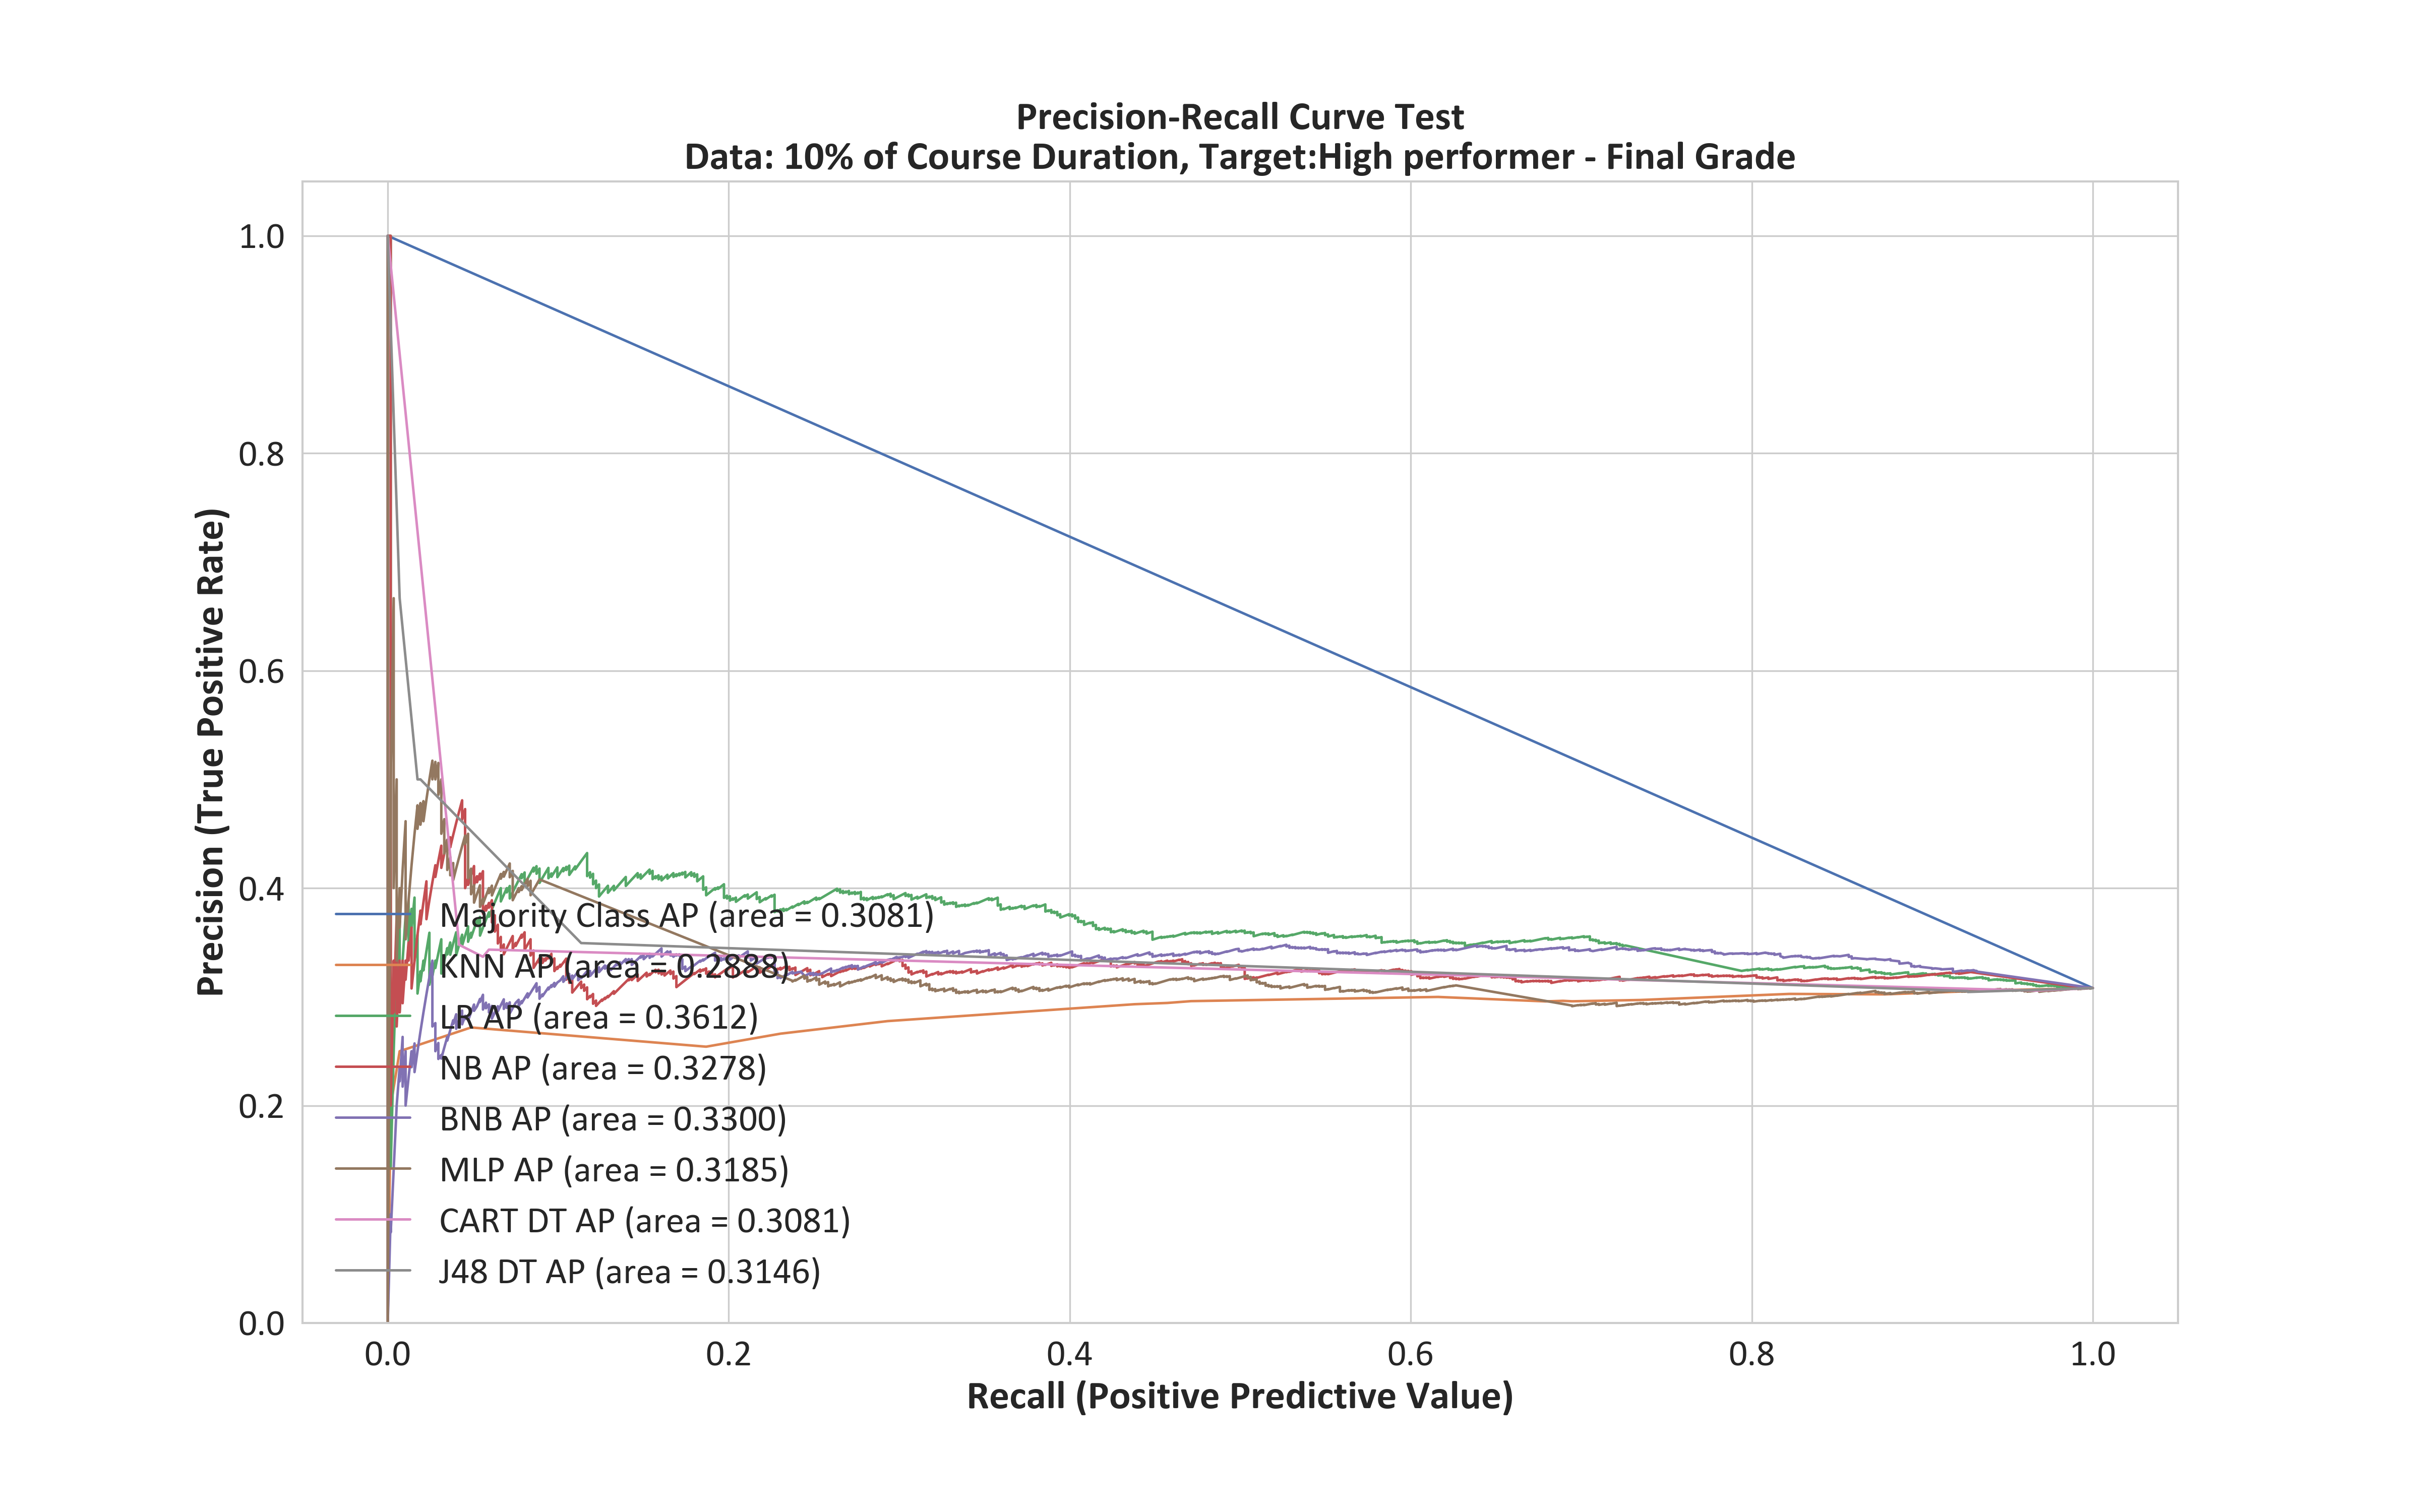 Precision-Recall Curve Test
Data: 10% of Course Duration, Target:High performer - Final Grade
Precision (True Positive Rate)
1.0
0.8
0.6
0.4
0.2
0.0
Majority Class AP (area = 0.3081)
KNN AP (area = 0.2888)
LR AP (area = 0.3612)
NB AP (area = 0.3278)
BNB AP (area = 0.3300)
MLP AP (area = 0.3185)
CART DT AP (area = 0.3081)
J48 DT AP (area = 0.3146)
0.0 0.2 0.4 0.6 0.8 1.0
Recall (Positive Predictive Value)